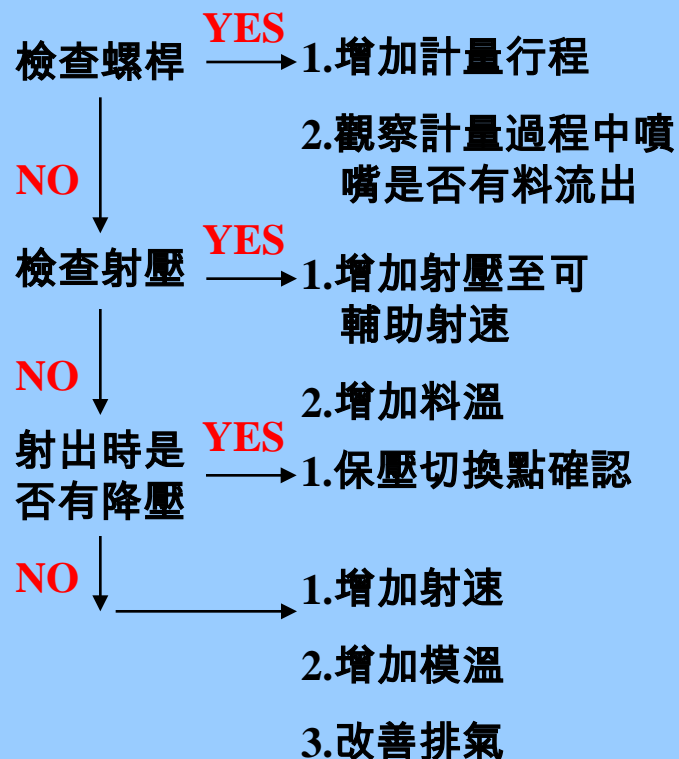 YES
檢查螺桿
1.增加計量行程
2.觀察計量過程中噴
嘴是否有料流出
NO
YES
檢查射壓
1.增加射壓至可
輔助射速
NO
2.增加料溫
YES
射出時是
否有降壓
1.保壓切換點確認
NO
1.增加射速
2.增加模溫
3.改善排氣